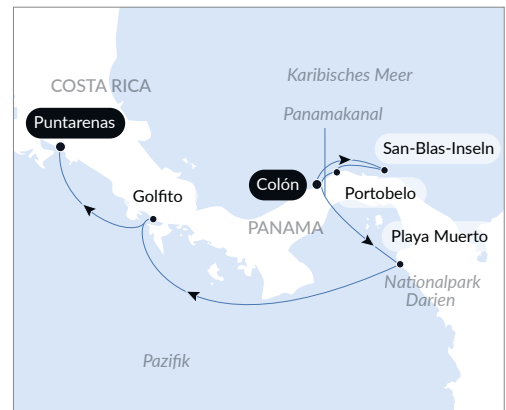 Karibisches Meer
COSTA RICA
Panamakanal
Puntarenas
San-Blas-Inseln
Colón
Portobelo
Golfito
PANAMA
Playa Muerto
Nationalpark
Darien
Pazifik